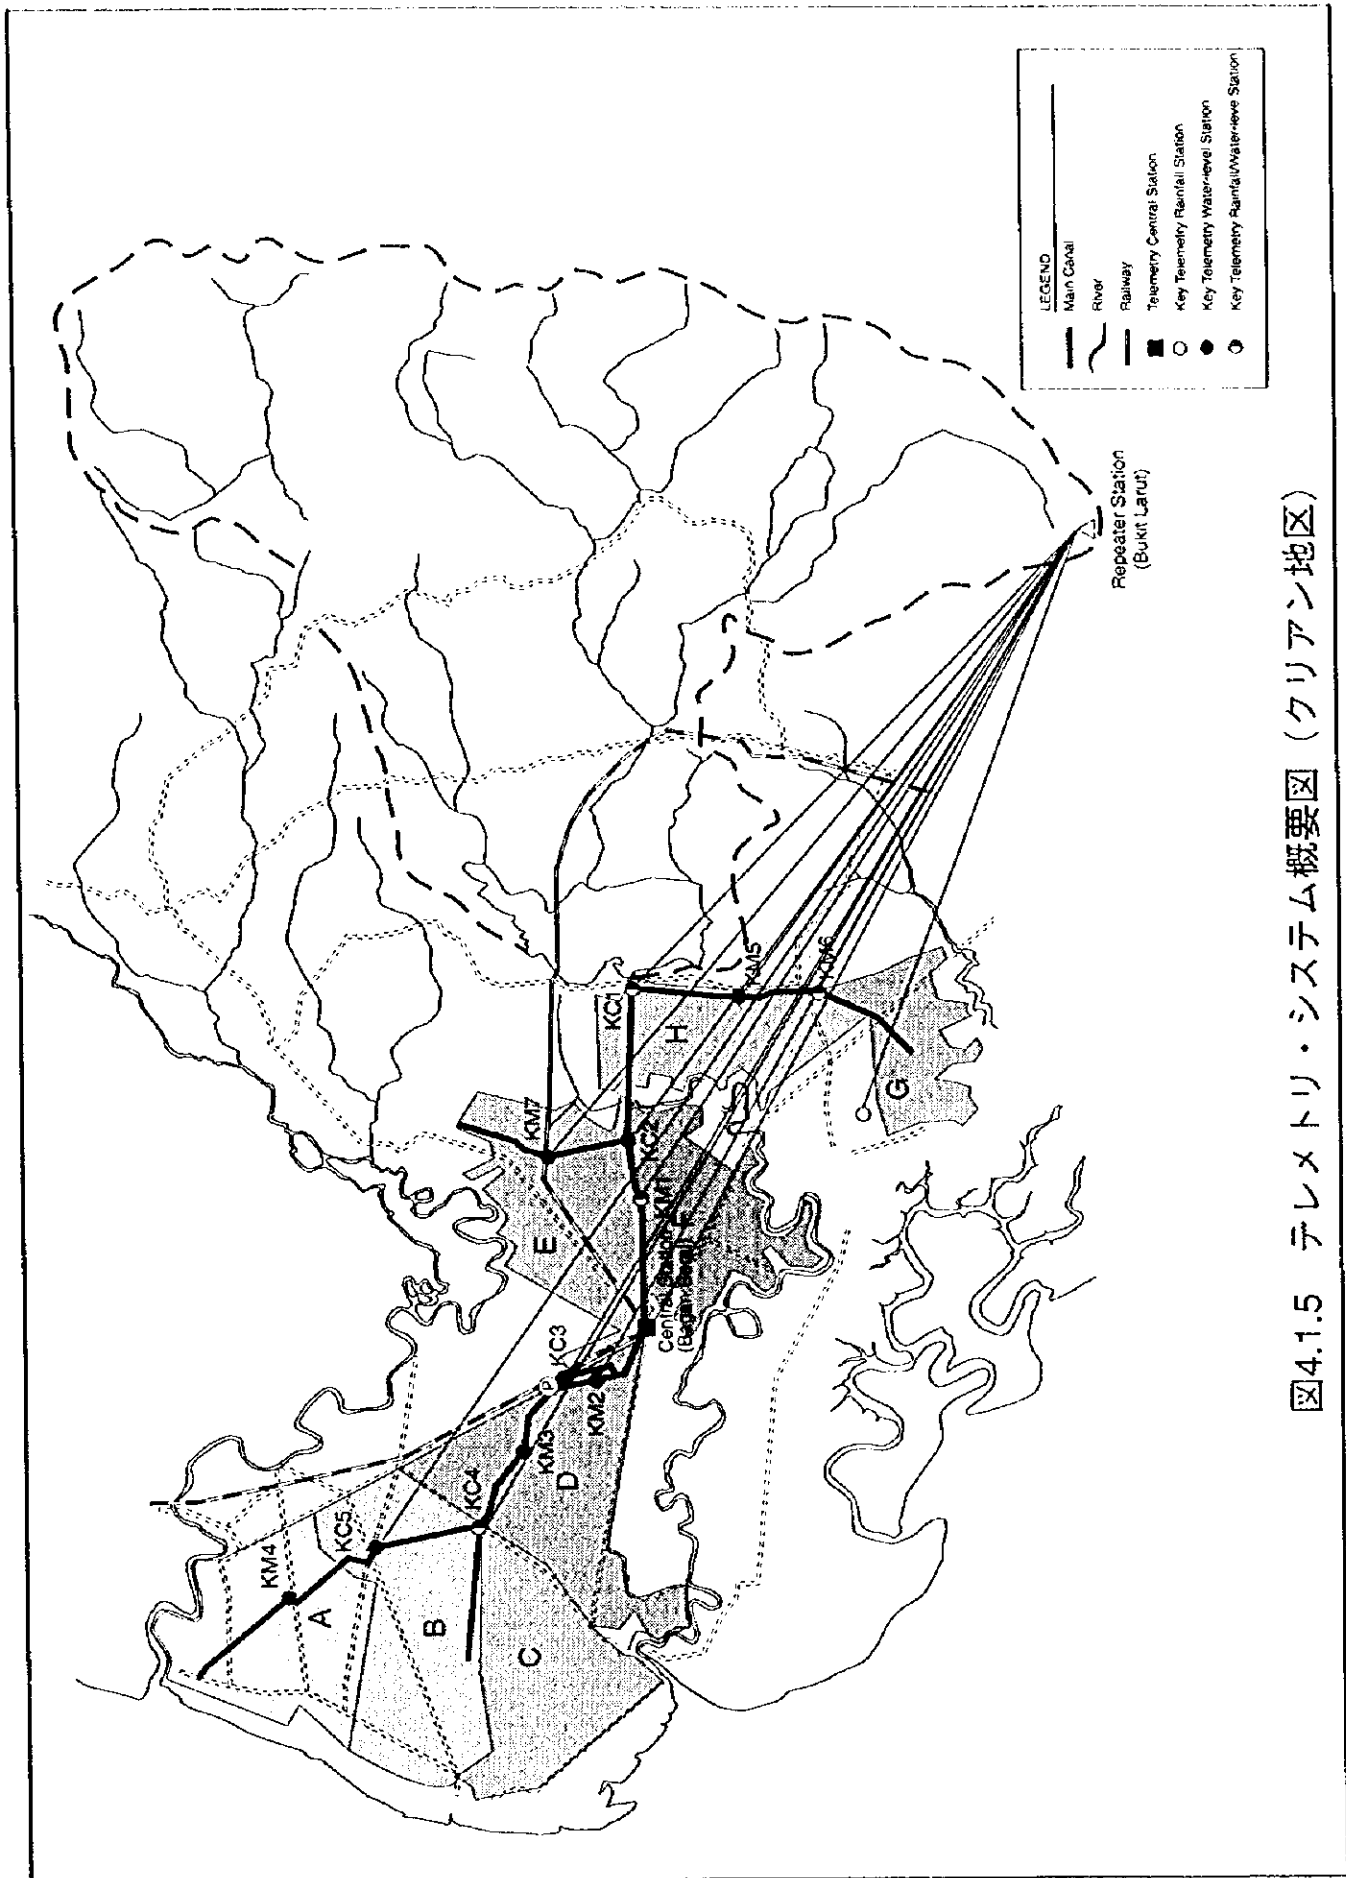 LEGEND
Main Canal
River
Railway
Telemetry Central Station
Key Telemetry Rainfall Station
Key Telemetry Water-level Station
Key Telemetry Rainfall/Water-leve Station
KM4
A
KC5
B
C
KC4
KM3
D
KM2
KC3
E
KM7
Central Station KM1
(Bagan Serai)
F
KC2
KC1
H
KM5
KM6
G
P
Repeater Station
(Bukit Larut)
図4.1.5 テレメトリ・システム概要図 (クリアン地区)